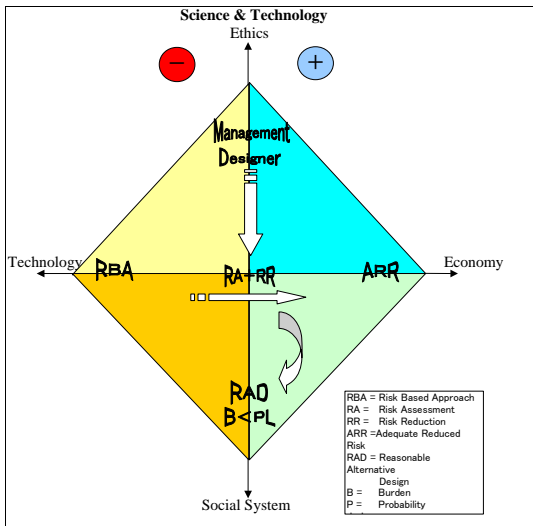 Science & Technology
Ethics
−
+
Management
Designer
Technology
RBA
RA+RR
ARR
Economy
RAD
B<PL
Social System
RBA = Risk Based Approach
RA = Risk Assessment
RR = Risk Reduction
ARR =Adequate Reduced
Risk
RAD = Reasonable
Alternative
Design
B = Burden
P = Probability